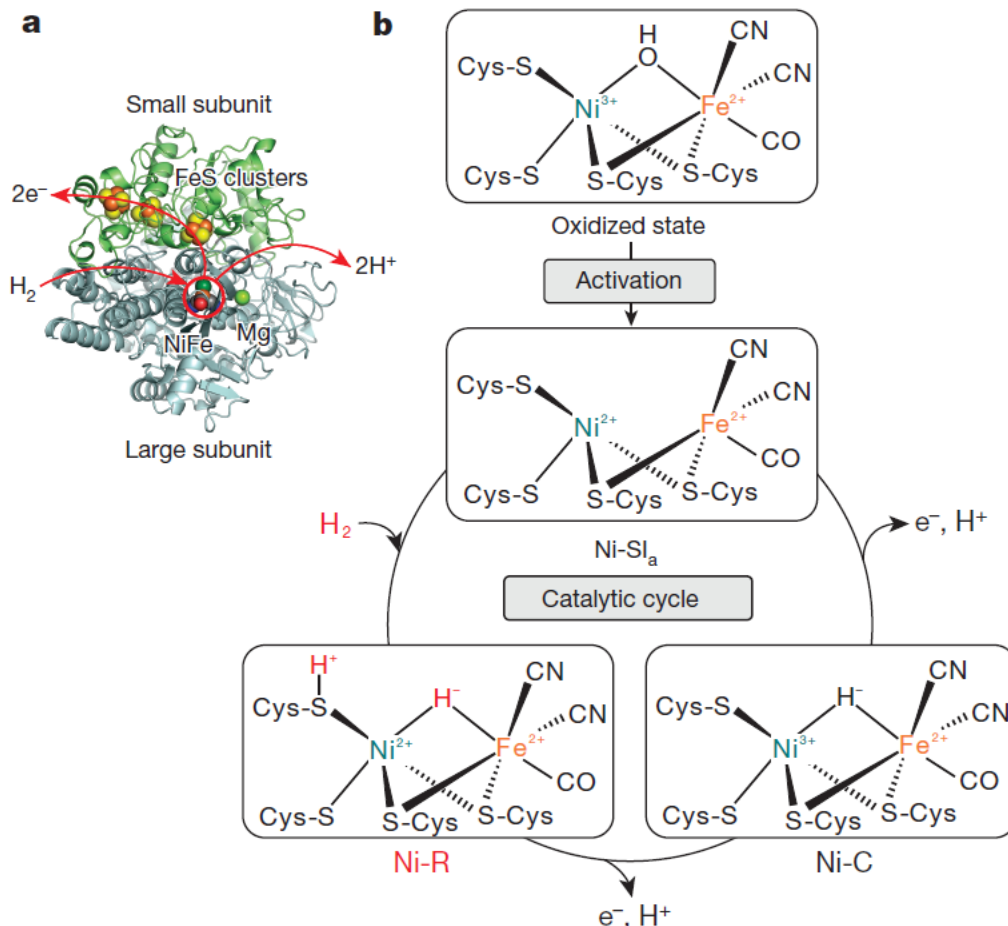 a
Small subunit
FeS clusters
2e⁻
2H⁺
H₂
NiFe
Mg
Large subunit
b
H
O
CN
CN
CO
Cys-S
Ni³⁺
Fe²⁺
Cys-S
S-Cys
S-Cys
Oxidized state
Activation
CN
CN
CO
Cys-S
Ni²⁺
Fe²⁺
Cys-S
S-Cys
S-Cys
Ni-SIₐ
H₂
e⁻, H⁺
Catalytic cycle
H⁺
Cys-S
H⁻
CN
CN
CO
Ni²⁺
Fe²⁺
Cys-S
S-Cys
S-Cys
Ni-R
Cys-S
H⁻
CN
CN
CO
Ni³⁺
Fe²⁺
Cys-S
S-Cys
S-Cys
Ni-C
e⁻, H⁺